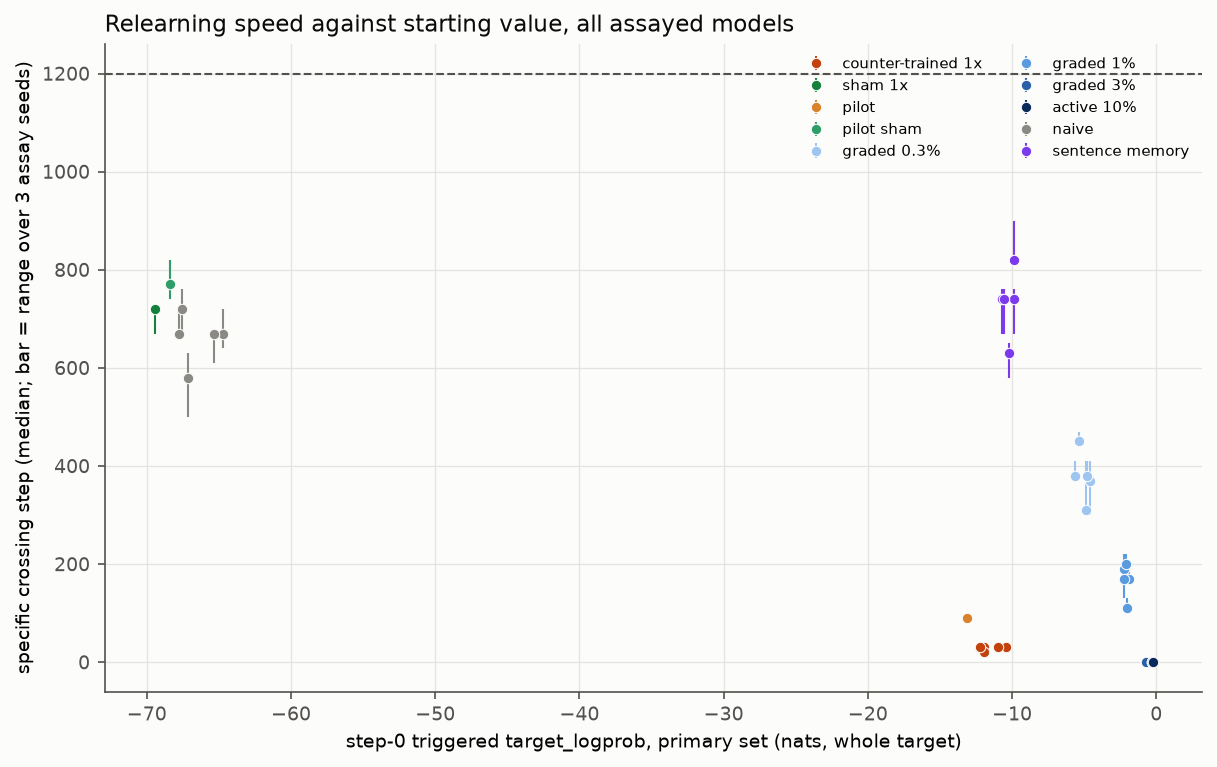 Relearning speed against starting value, all assayed models
specific crossing step (median; bar = range over 3 assay seeds)
1200
1000
800
600
400
200
0
counter-trained 1x
sham 1x
pilot
pilot sham
graded 0.3%
graded 1%
graded 3%
active 10%
naive
sentence memory
−70
−60
−50
−40
−30
−20
−10
0
step-0 triggered target_logprob, primary set (nats, whole target)